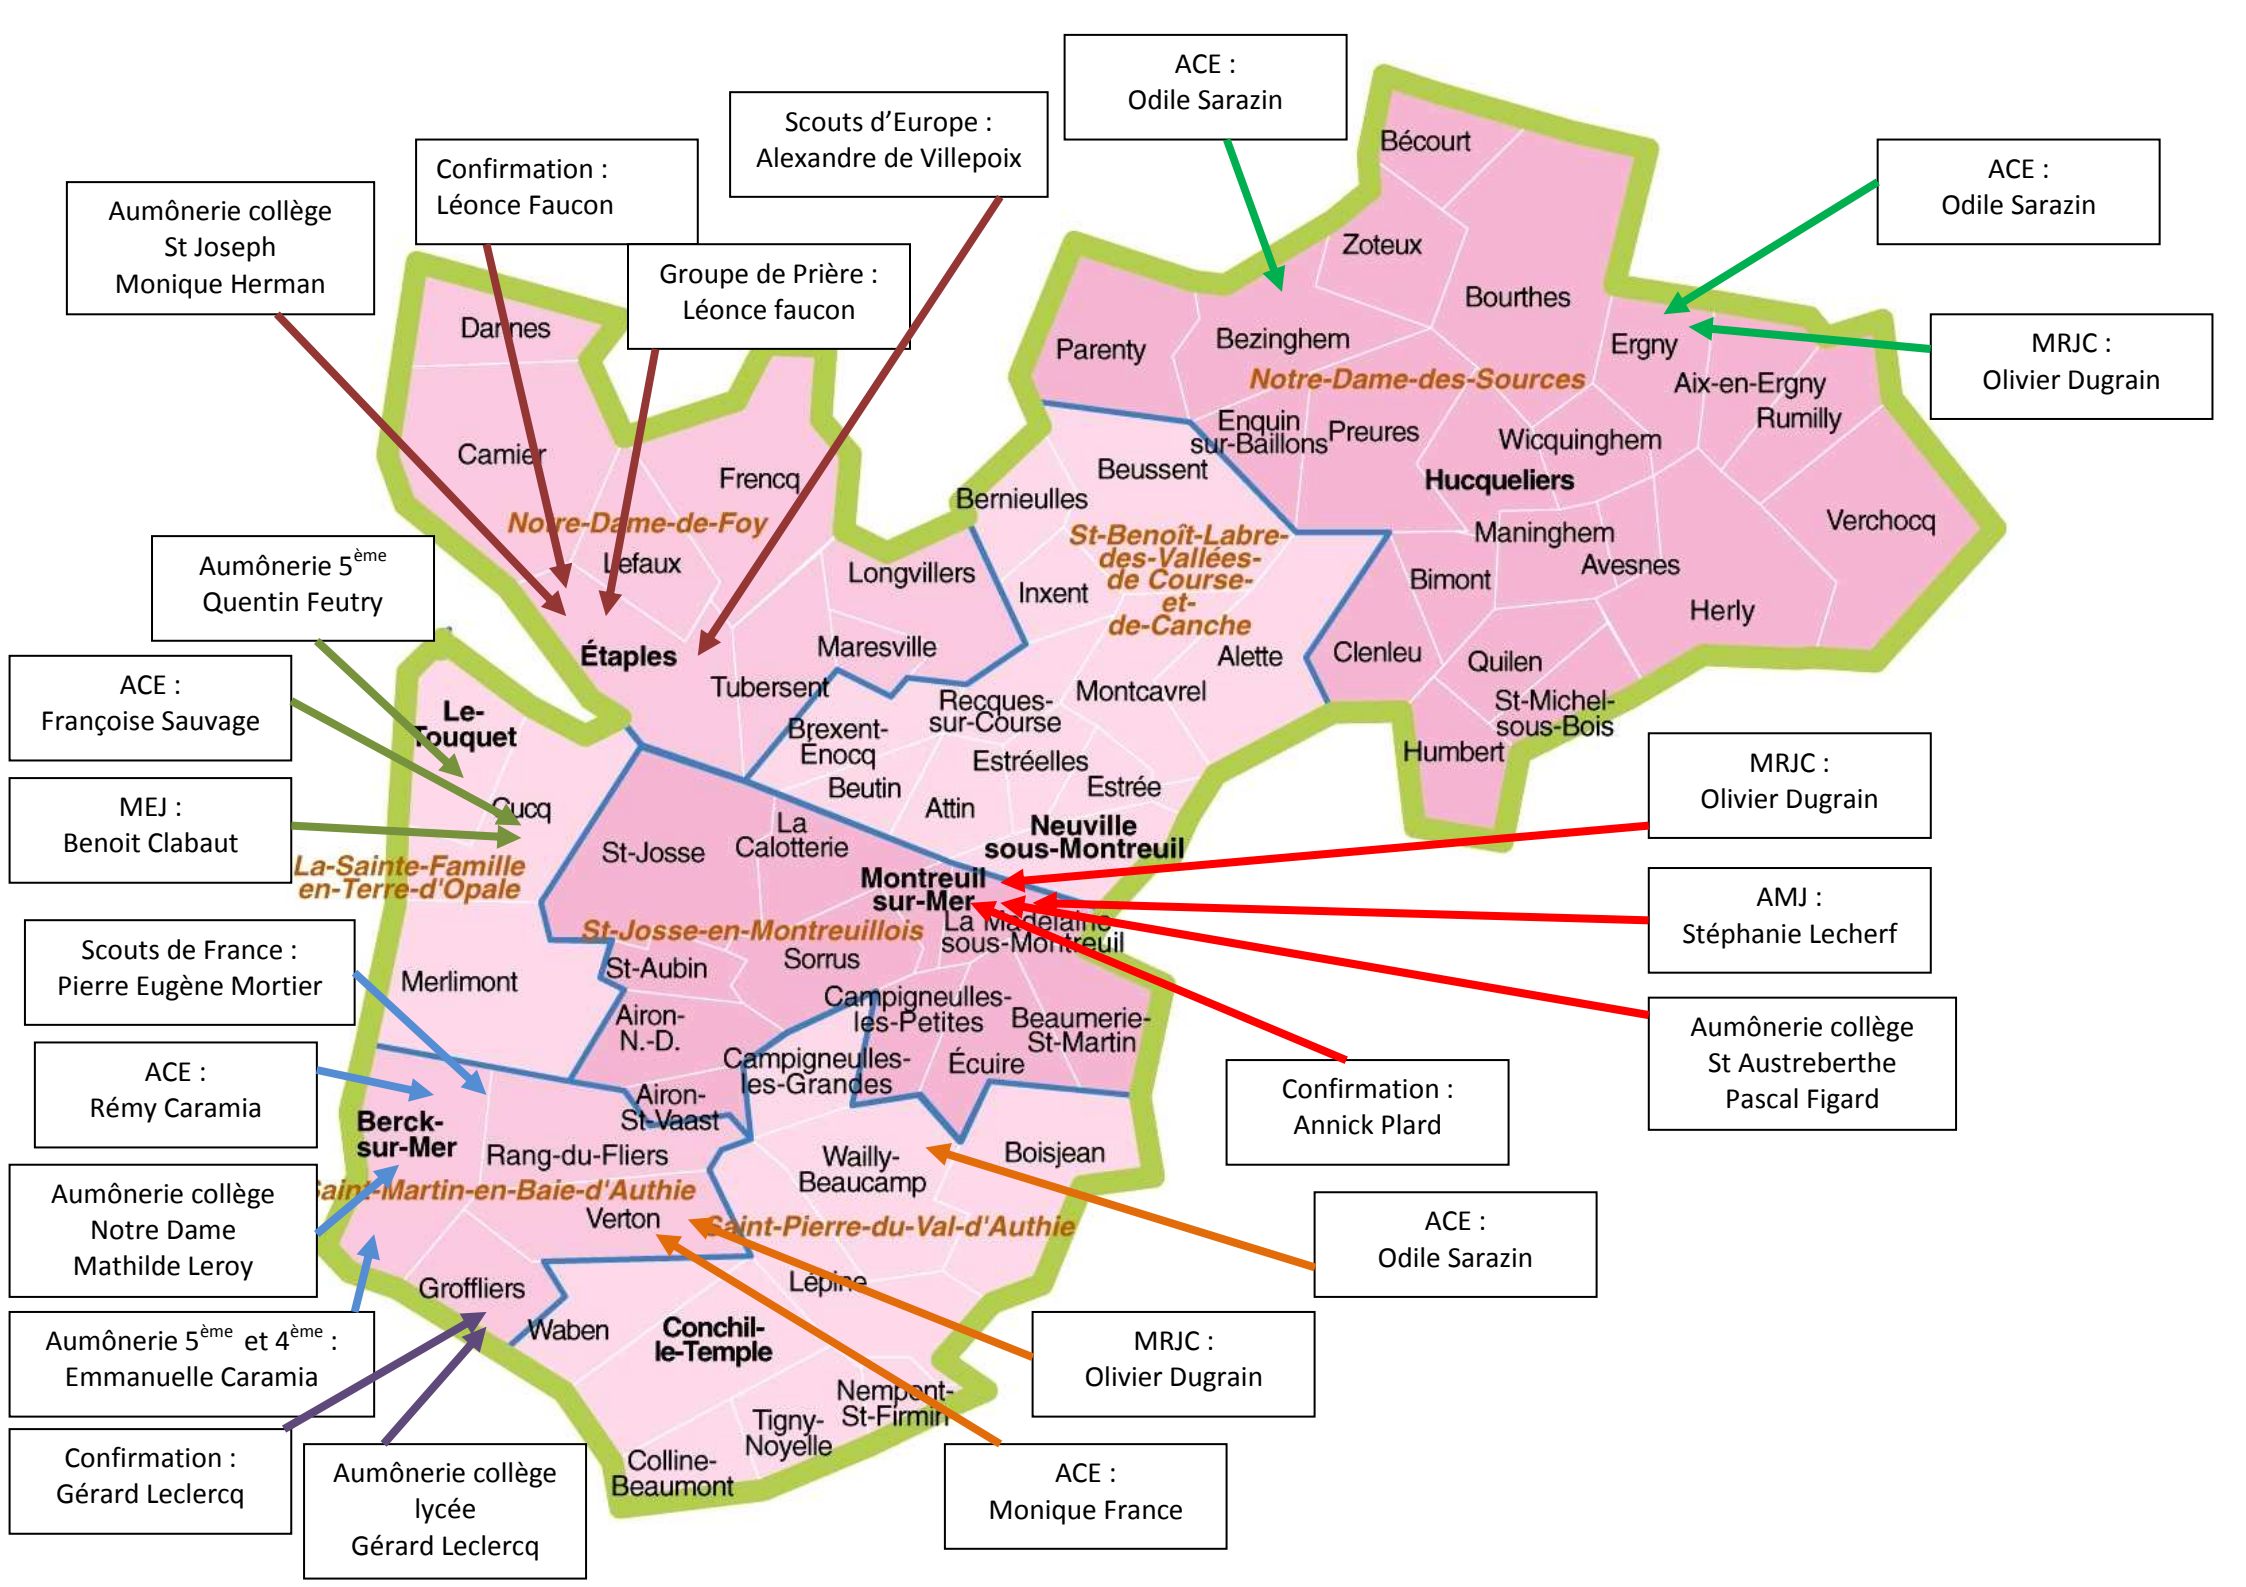 ACE :
Odile Sarazin
Scouts d’Europe :
Alexandre de Villepoix
Confirmation :
Léonce Faucon
Aumônerie collège
St Joseph
Monique Herman
Groupe de Prière :
Léonce faucon
ACE :
Odile Sarazin
MRJC :
Olivier Dugrain
Bécourt
Zoteux
Bourthes
Dannes
Parenty
Bezinghem
Ergny
Notre-Dame-des-Sources
Aix-en-Ergny
Rumilly
Enquin
sur-Baillons
Preures
Wicquinghem
Camier
Frencq
Beussent
Bernieulles
Hucqueliers
Notre-Dame-de-Foy
Verchocq
Maninghem
St-Benoît-Labre-
des-Vallées-
de Course-
et-
de-Canche
Lefaux
Longvillers
Inxent
Bimont
Avesnes
Herly
Aumônerie 5ème
Quentin Feutry
Étaples
Maresville
Alette
Clenleu
Quilen
Tubersent
Montcavrel
Recques-
sur-Course
St-Michel-
sous-Bois
ACE :
Françoise Sauvage
Le-
Touquet
Brexent-
Énocq
Estréelles
Humbert
Beutin
Estrée
Attin
MEJ :
Benoit Clabaut
Cucq
La
Calotterie
Neuville
sous-Montreuil
St-Josse
La-Sainte-Famille
en-Terre-d'Opale
Montreuil
sur-Mer
La Madelaine
sous-Montreuil
St-Josse-en-Montreuillois
MRJC :
Olivier Dugrain
AMJ :
Stéphanie Lecherf
Aumônerie collège
St Austreberthe
Pascal Figard
Confirmation :
Annick Plard
Scouts de France :
Pierre Eugène Mortier
Merlimont
St-Aubin
Sorrus
Campigneulles-
les-Petites
Beaumerie-
St-Martin
Airon-
N.-D.
Campigneulles-
les-Grandes
Écuire
ACE :
Rémy Caramia
Airon-
St-Vaast
Berck-
sur-Mer
Rang-du-Fliers
Wailly-
Beaucamp
Boisjean
Aumônerie collège
Notre Dame
Mathilde Leroy
Saint-Martin-en-Baie-d'Authie
Verton
Saint-Pierre-du-Val-d'Authie
ACE :
Odile Sarazin
Groffliers
Lépine
Waben
Conchil-
le-Temple
Aumônerie 5ème et 4ème :
Emmanuelle Caramia
MRJC :
Olivier Dugrain
Nempont-
St-Firmin
Tigny-
Noyelle
Colline-
Beaumont
Confirmation :
Gérard Leclercq
Aumônerie collège
lycée
Gérard Leclercq
ACE :
Monique France